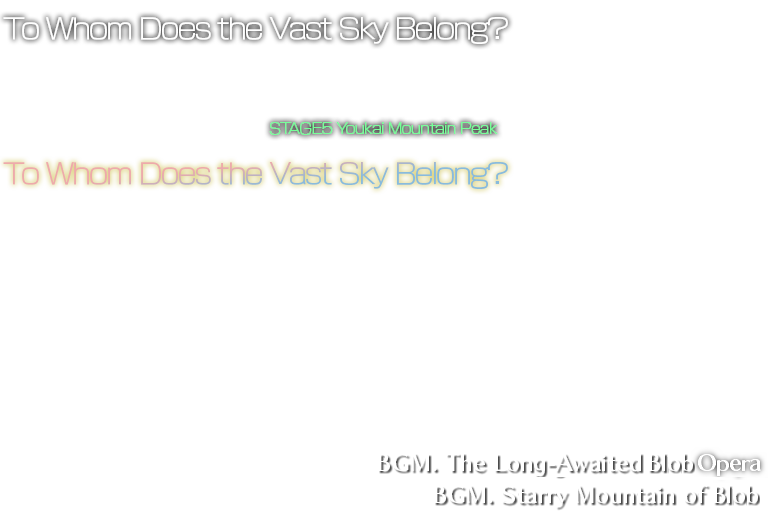 To Whom Does the Vast Sky Belong?
STAGE5 Youkai Mountain Peak
To Whom Does the Vast Sky Belong?
BGM. The Long-Awaited Blob Opera
BGM. Starry Mountain of Blob